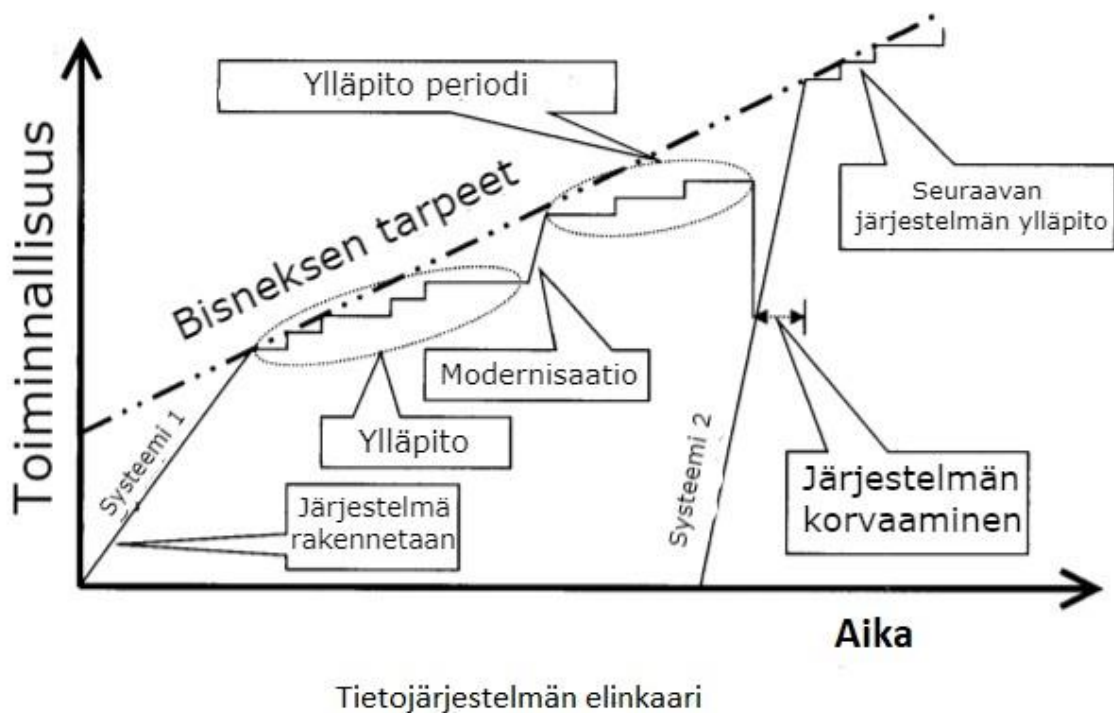 Toiminnallisuus
Ylläpito periodi
Bisneksen tarpeet
Seuraavan
järjestelmän ylläpito
Modernisaatio
Ylläpito
Systeemi 1
Järjestelmä
rakennetaan
Systeemi 2
Järjestelmän
korvaaminen
Aika
Tietojärjestelmän elinkaari